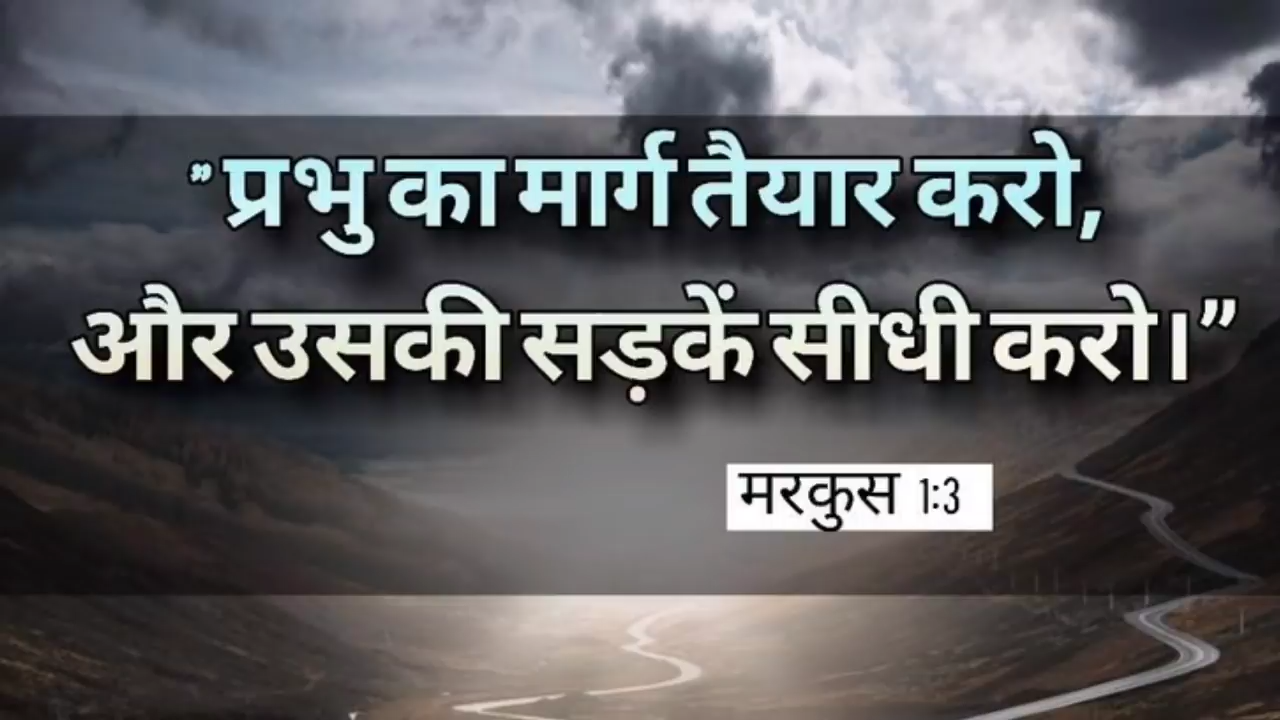 ”प्रभु का मार्ग तैयार करो,
और उसकी सड़कें सीधी करो।”
मरकुस 1:3